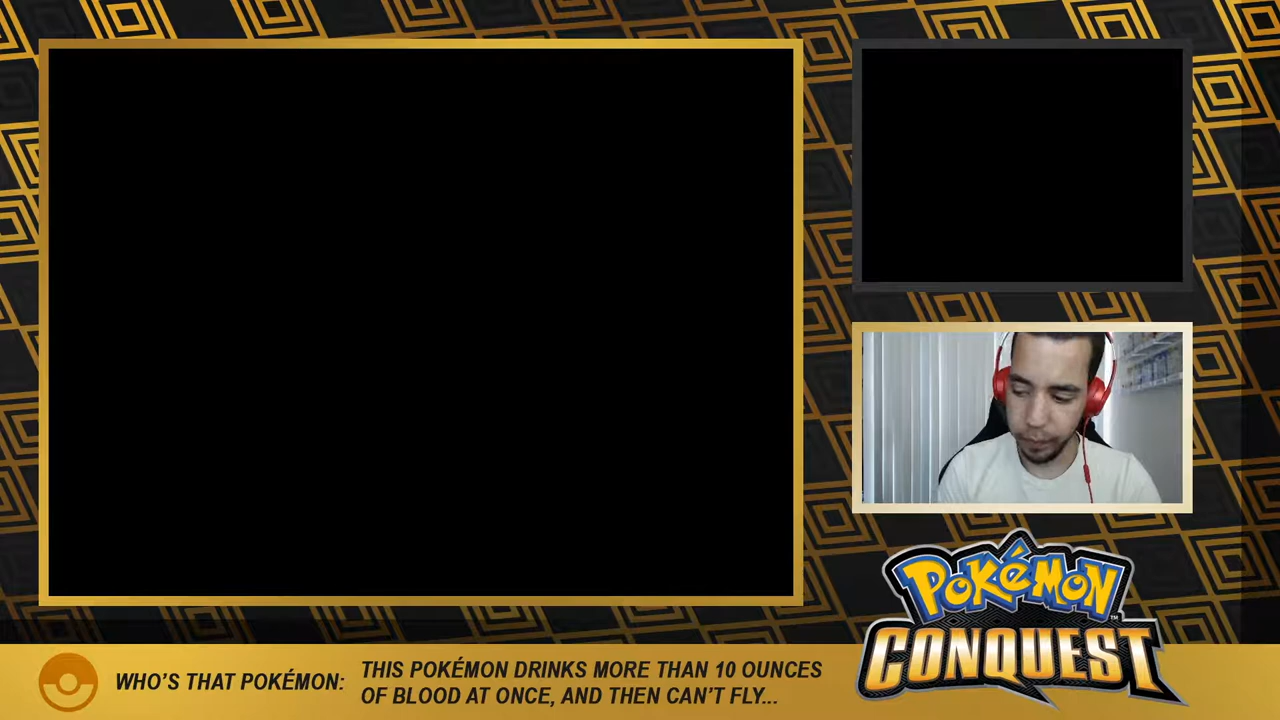 WHO'S THAT POKÉMON:
THIS POKÉMON DRINKS MORE THAN 10 OUNCES
OF BLOOD AT ONCE, AND THEN CAN'T FLY...
POKéMON
™
CONQUEST